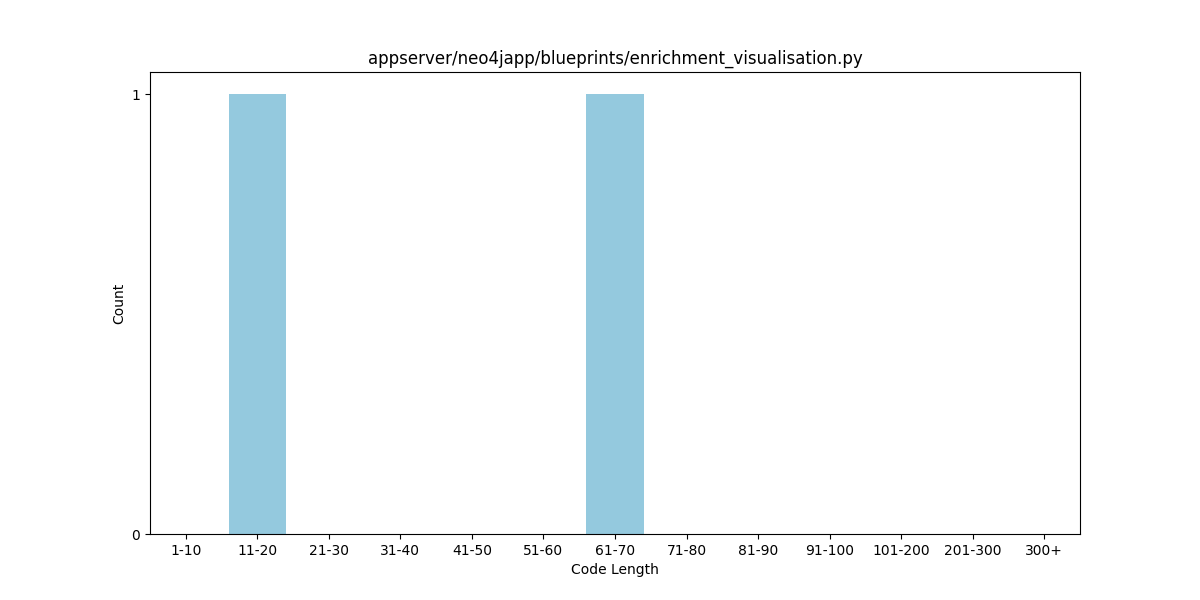 appserver/neo4japp/blueprints/enrichment_visualisation.py
1
Count
0
1-10 11-20 21-30 31-40 41-50 51-60 61-70 71-80 81-90 91-100 101-200 201-300 300+
Code Length